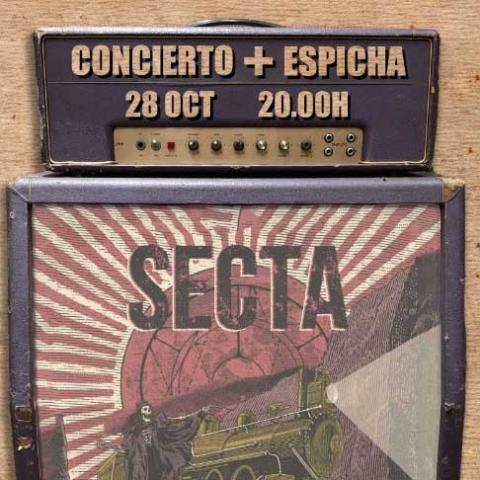 CONCIERTO + ESPICHA
28 OCT 20.00H
SECTA